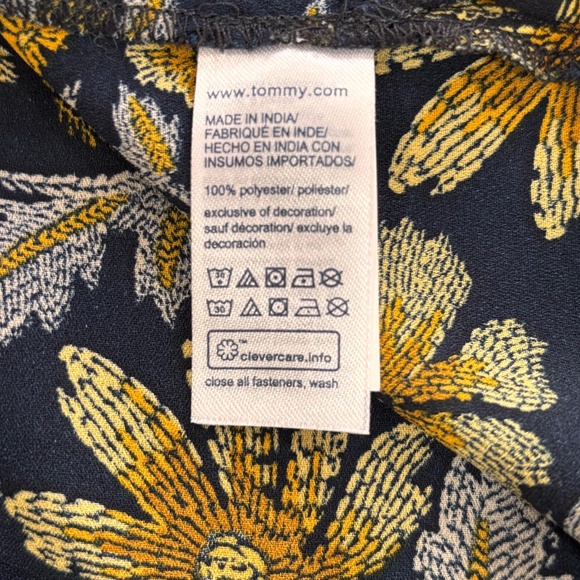 www.tommy.com
MADE IN INDIA/
FABRIQUÉ EN INDE/
HECHO EN INDIA CON
INSUMOS IMPORTADOS/
100% polyester/ poliéster/
exclusive of decoration/
sauf décoration/ excluye la
decoración
30
30
™
clevercare.info
close all fasteners, wash